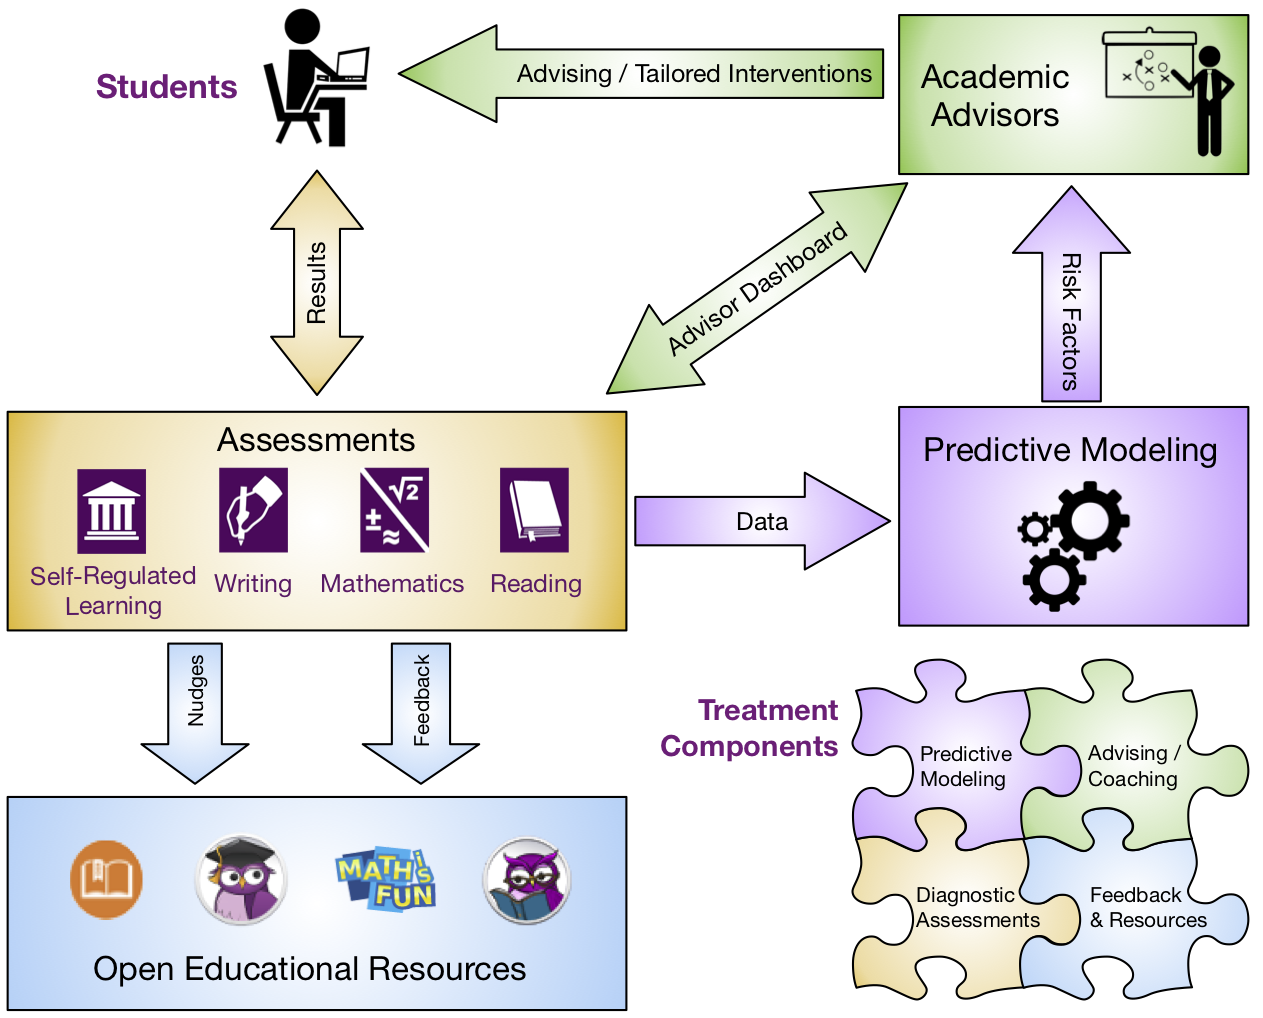 Students
Advising / Tailored Interventions
Academic
Advisors
Results
Advisor Dashboard
Risk Factors
Assessments
√2
±
≈
Self-Regulated
Learning
Writing
Mathematics
Reading
Data
Predictive Modeling
Nudges
Feedback
Treatment
Components
Predictive
Modeling
Advising /
Coaching
Diagnostic
Assessments
Feedback
& Resources
MATH is
FUN
Open Educational Resources